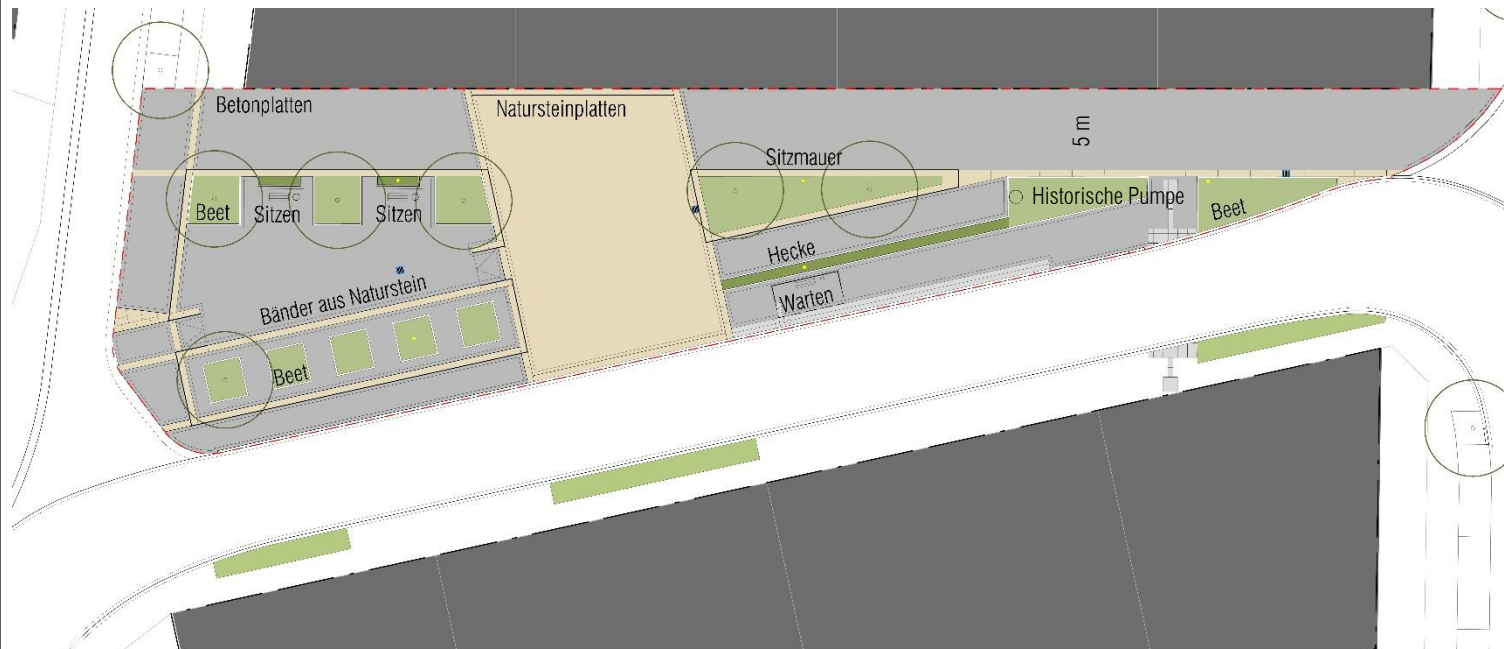 Betonplatten
Natursteinplatten
5 m
Sitzmauer
Beet
Sitzen
Sitzen
Historische Pumpe
Beet
Hecke
Warten
Bänder aus Naturstein
Beet